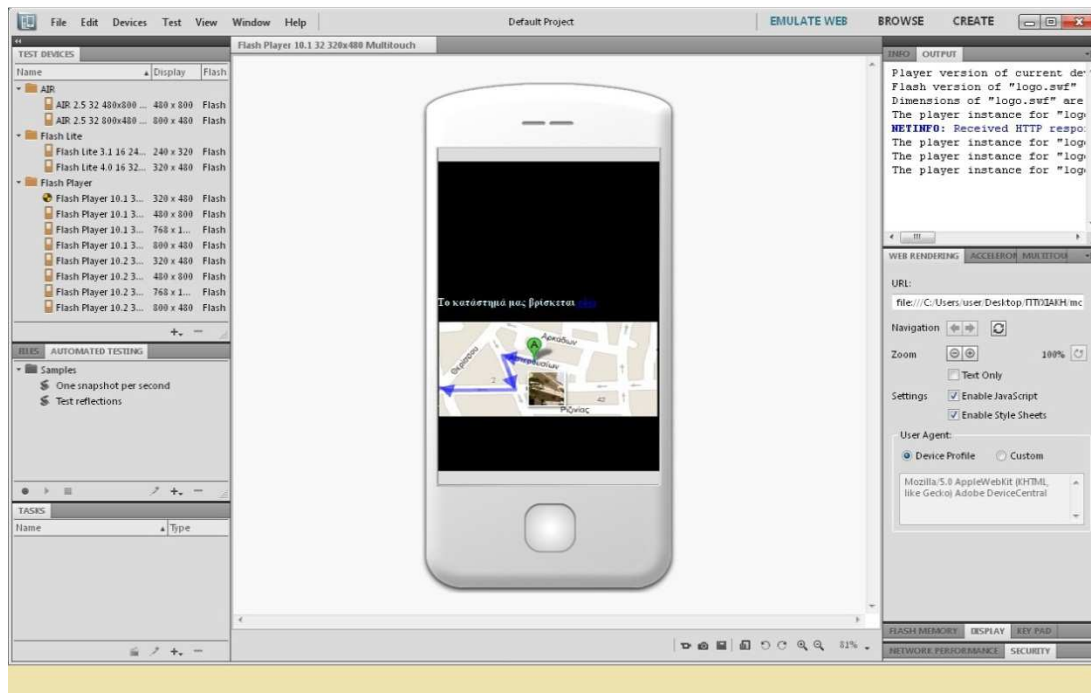 File Edit Devices Test View Window Help
Default Project
EMULATE WEB BROWSE CREATE
TEST DEVICES
Name Display Flash
AIR
AIR 2.5 32 480x800 ... 480 x 800 Flash
AIR 2.5 32 800x480 ... 800 x 480 Flash
Flash Lite
Flash Lite 3.1 16 24... 240 x 320 Flash
Flash Lite 4.0 16 32... 320 x 480 Flash
Flash Player
Flash Player 10.1 3... 320 x 480 Flash
Flash Player 10.1 3... 480 x 800 Flash
Flash Player 10.1 3... 768 x 1... Flash
Flash Player 10.1 3... 800 x 480 Flash
Flash Player 10.2 3... 320 x 480 Flash
Flash Player 10.2 3... 480 x 800 Flash
Flash Player 10.2 3... 768 x 1... Flash
Flash Player 10.2 3... 800 x 480 Flash
FILES AUTOMATED TESTING
Samples
One snapshot per second
Test reflections
TASKS
Name Type
Flash Player 10.1 32 320x480 Multitouch
Το κατάστημά μας βρίσκεται
Αρκάδων
Θερίσσου
A
2
42
Ριζηνίας
81%
INFO OUTPUT
Player version of current de
Flash version of "logo.swf"
Dimensions of "logo.swf" are
The player instance for "log
NETINFO: Received HTTP respo
The player instance for "log
The player instance for "log
The player instance for "log
WEB RENDERING ACCELEROM MULTITOU
URL:
file:///C:/Users/user/Desktop/ΠΤΥΧΙΑΚΗ/mc
Navigation
Zoom 100%
Text Only
Settings Enable JavaScript
Enable Style Sheets
User Agent:
Device Profile Custom
Mozilla/5.0 AppleWebKit (KHTML,
like Gecko) Adobe DeviceCentral
FLASH MEMORY DISPLAY KEY PAD
NETWORK PERFORMANCE SECURITY